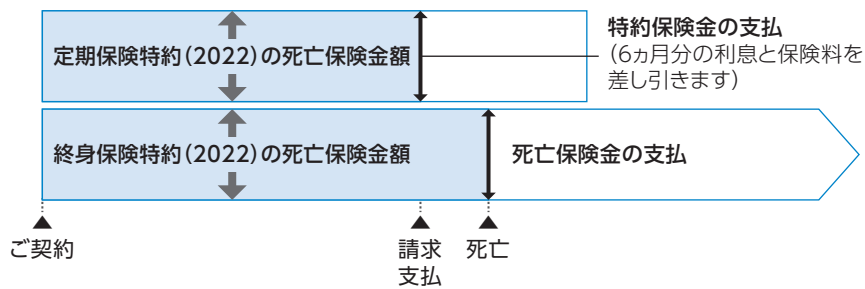 定期保険特約(2022)の死亡保険金額
特約保険金の支払
(6ヵ月分の利息と保険料を
差し引きます)
終身保険特約(2022)の死亡保険金額
死亡保険金の支払
ご契約
請求
支払
死亡